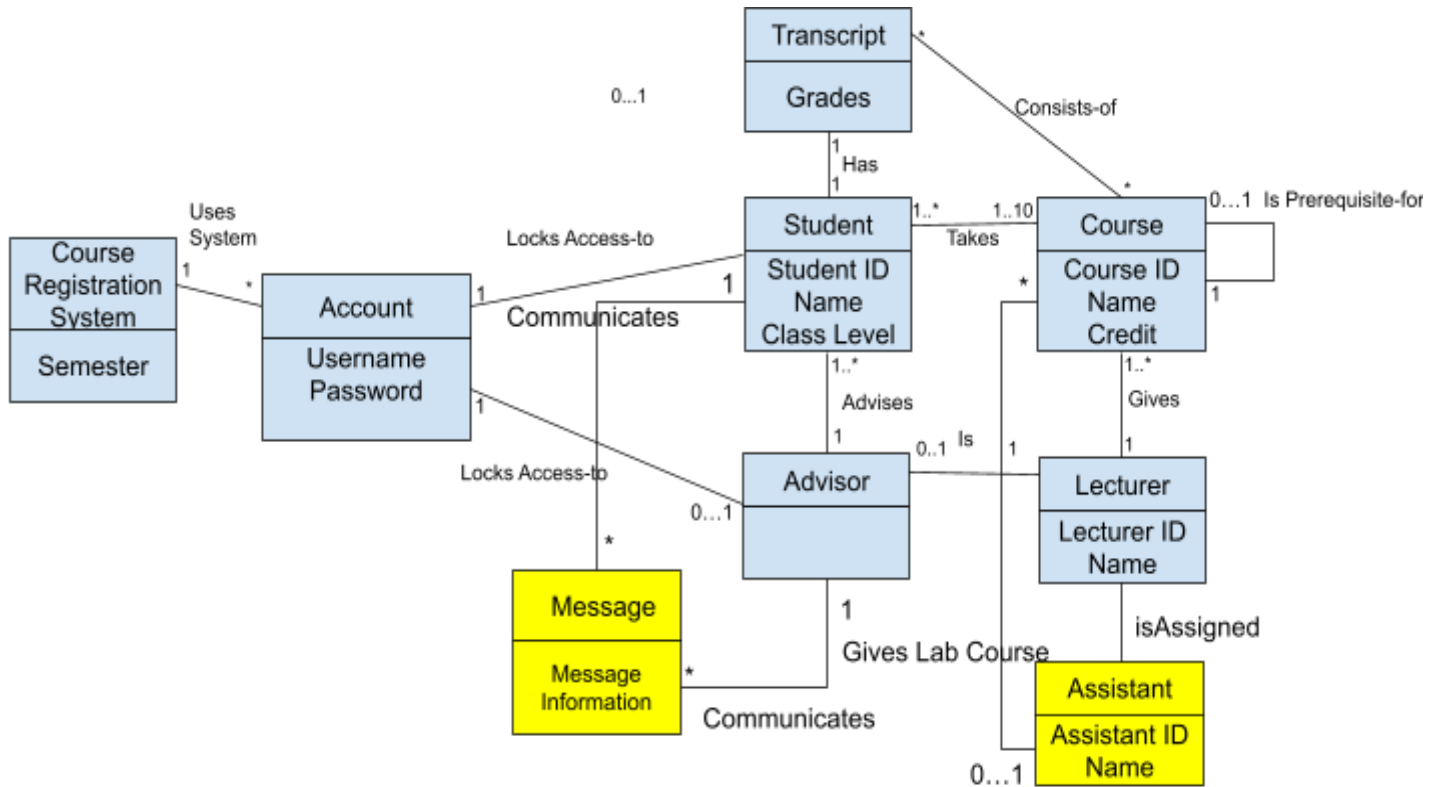 Transcript
*
Grades
0...1
Consists-of
1
Has
1
*
Student
1..*
1..10
Takes
Course
0...1 Is Prerequisite-for
1
Student ID
Name
Class Level
Course ID
Name
Credit
Uses
System
Course
Registration
System
Semester
1
*
Account
Username
Password
Locks Access-to
1
Communicates
1
*
1..*
Advises
1
1..*
Gives
1
1
Locks Access-to
0...1
Advisor
0..1
Is
1
Lecturer
Lecturer ID
Name
*
Message
Message
Information
*
1
Communicates
Gives Lab Course
isAssigned
Assistant
Assistant ID
Name
0...1